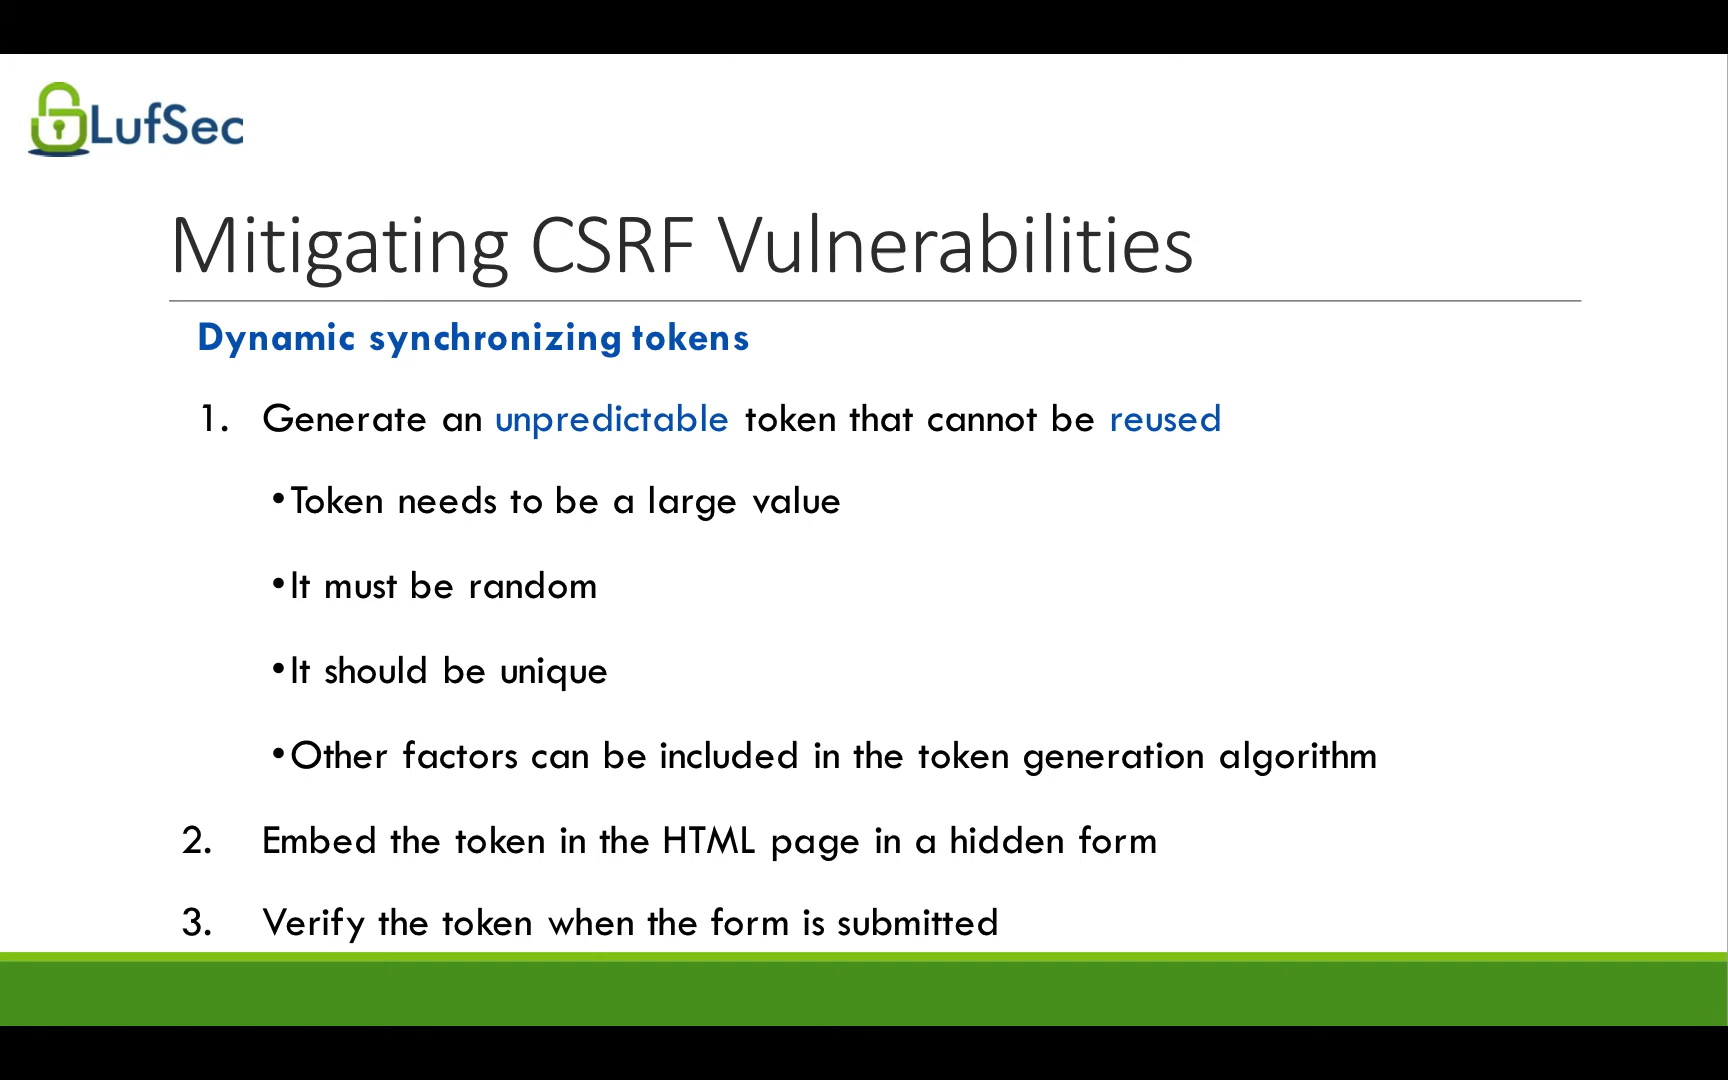 LufSec
Mitigating CSRF Vulnerabilities
Dynamic synchronizing tokens
1. Generate an unpredictable token that cannot be reused
•Token needs to be a large value
•It must be random
•It should be unique
•Other factors can be included in the token generation algorithm
2. Embed the token in the HTML page in a hidden form
3. Verify the token when the form is submitted